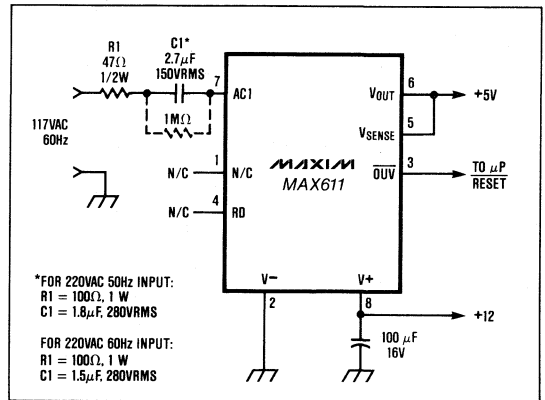 R1
47Ω
1/2W
C1*
2.7μF
150VRMS
7
AC1
1MΩ
117VAC
60Hz
1
N/C
N/C
4
N/C
RD
MAXIM
MAX611
6
VOUT
+5V
5
VSENSE
3
OUV
TO μP
RESET
V−
2
V+
8
+12
100 μF
16V
*FOR 220VAC 50Hz INPUT:
R1 = 100Ω, 1 W
C1 = 1.8μF, 280VRMS
FOR 220VAC 60Hz INPUT:
R1 = 100Ω, 1 W
C1 = 1.5μF, 280VRMS